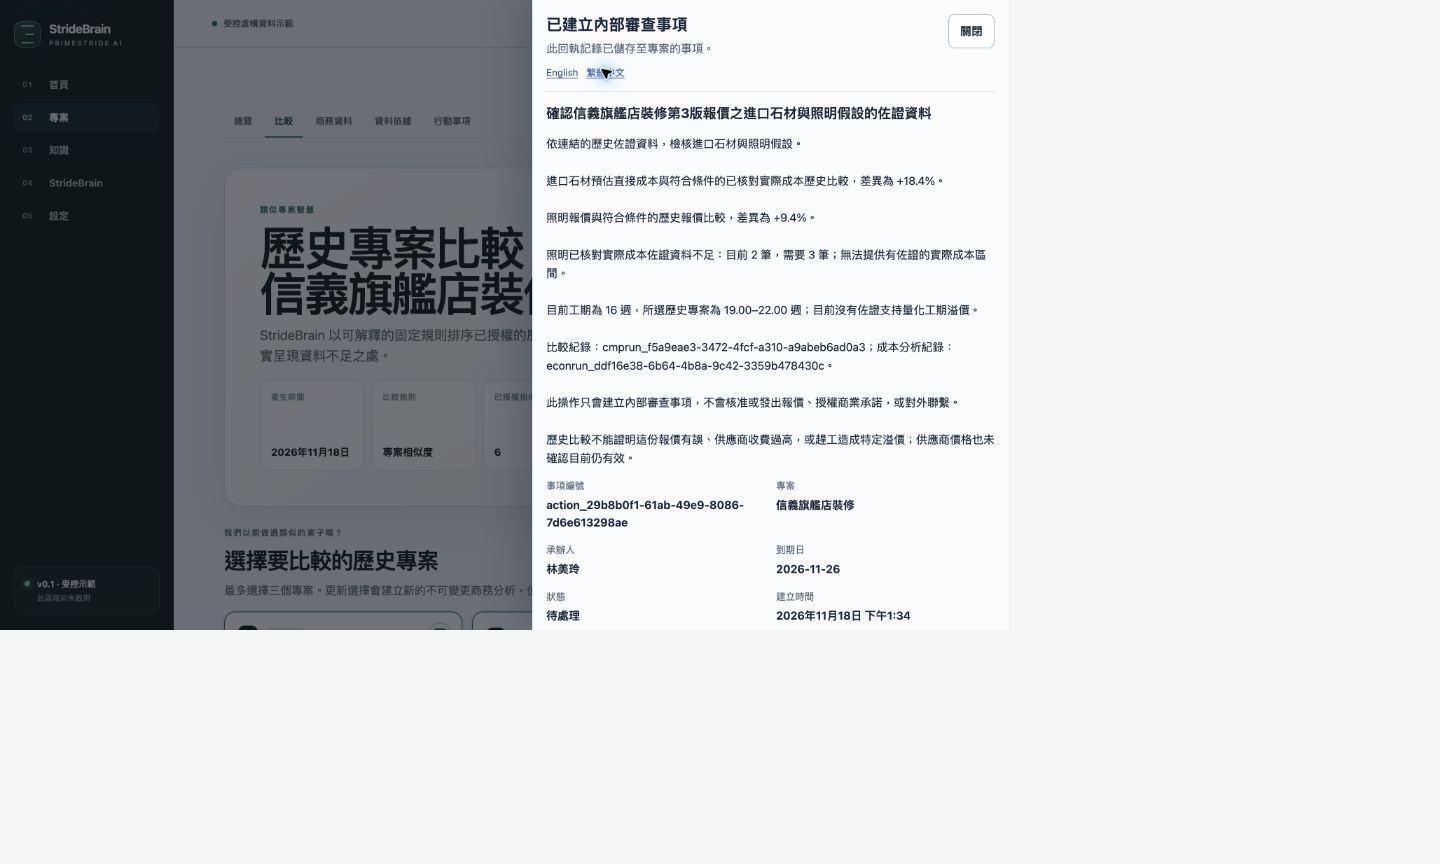 StrideBrain
PRIMESTRIDE AI
01 首頁
02 專案
03 知識
04 StrideBrain
05 設定
v0.1 · 受控示範
此區域尚未啟用
受控虛構資料示範
總覽 比較 商務資料 資料依據 行動事項
類似專案智慧
歷史專案比較
信義旗艦店裝
StrideBrain 以可解釋的固定規則排序已授權的
實呈現資料不足之處。
產生時間
2026年11月18日
比較規則
專案相似度
已授權
6
我們以前做過類似的案子嗎？
選擇要比較的歷史專案
最多選擇三個專案。更新選擇會建立新的不可變更商務分析，
已建立內部審查事項
關閉
此回執記錄已儲存至專案的事項。
English 繁體中文
確認信義旗艦店裝修第3版報價之進口石材與照明假設的佐證資料
依連結的歷史佐證資料，檢核進口石材與照明假設。
進口石材預估直接成本與符合條件的已核對實際成本歷史比較，差異為 +18.4%。
照明報價與符合條件的歷史報價比較，差異為 +9.4%。
照明已核對實際成本佐證資料不足：目前 2 筆，需要 3 筆；無法提供有佐證的實際成本區
間。
目前工期為 16 週，所選歷史專案為 19.00–22.00 週；目前沒有佐證支持量化工期溢價。
比較紀錄：cmprun_f5a9eae3-3472-4fcf-a310-a9abeb6ad0a3；成本分析紀錄：
econrun_ddf16e38-6b64-4b8a-9c42-3359b478430c。
此操作只會建立內部審查事項，不會核准或發出報價、授權商業承諾，或對外聯繫。
歷史比較不能證明這份報價有誤、供應商收費過高，或趕工造成特定溢價；供應商價格也未
確認目前仍有效。
事項編號
action_29b8b0f1-61ab-49e9-8086-
7d6e613298ae
專案
信義旗艦店裝修
承辦人
林美玲
到期日
2026-11-26
狀態
待處理
建立時間
2026年11月18日 下午1:34